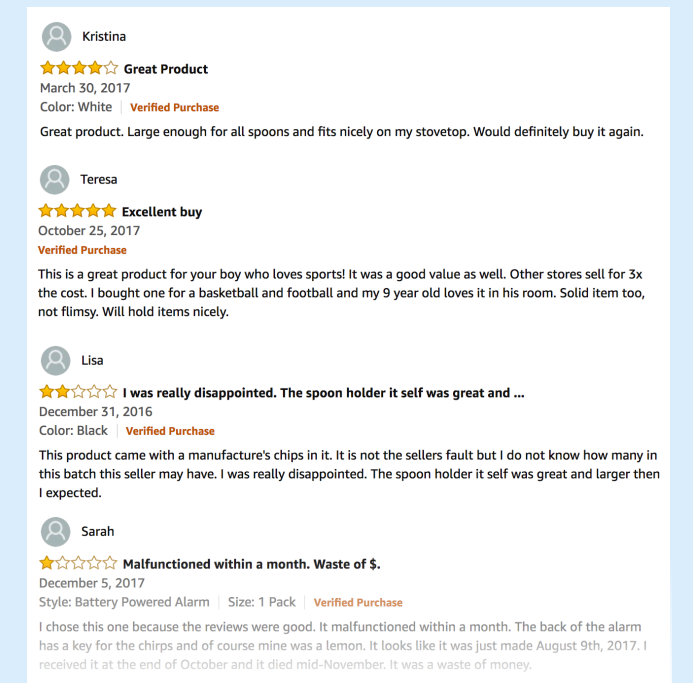 Kristina
Great Product
March 30, 2017
Color: White | Verified Purchase
Great product. Large enough for all spoons and fits nicely on my stovetop. Would definitely buy it again.
Teresa
Excellent buy
October 25, 2017
Verified Purchase
This is a great product for your boy who loves sports! It was a good value as well. Other stores sell for 3x
the cost. I bought one for a basketball and football and my 9 year old loves it in his room. Solid item too,
not flimsy. Will hold items nicely.
Lisa
I was really disappointed. The spoon holder it self was great and ...
December 31, 2016
Color: Black | Verified Purchase
This product came with a manufacture's chips in it. It is not the sellers fault but I do not know how many in
this batch this seller may have. I was really disappointed. The spoon holder it self was great and larger then
I expected.
Sarah
Malfunctioned within a month. Waste of $.
December 5, 2017
Style: Battery Powered Alarm | Size: 1 Pack | Verified Purchase
I chose this one because the reviews were good. It malfunctioned within a month. The back of the alarm
has a key for the chirps and of course mine was a lemon. It looks like it was just made August 9th, 2017. I
received it at the end of October and it died mid-November. It was a waste of money.